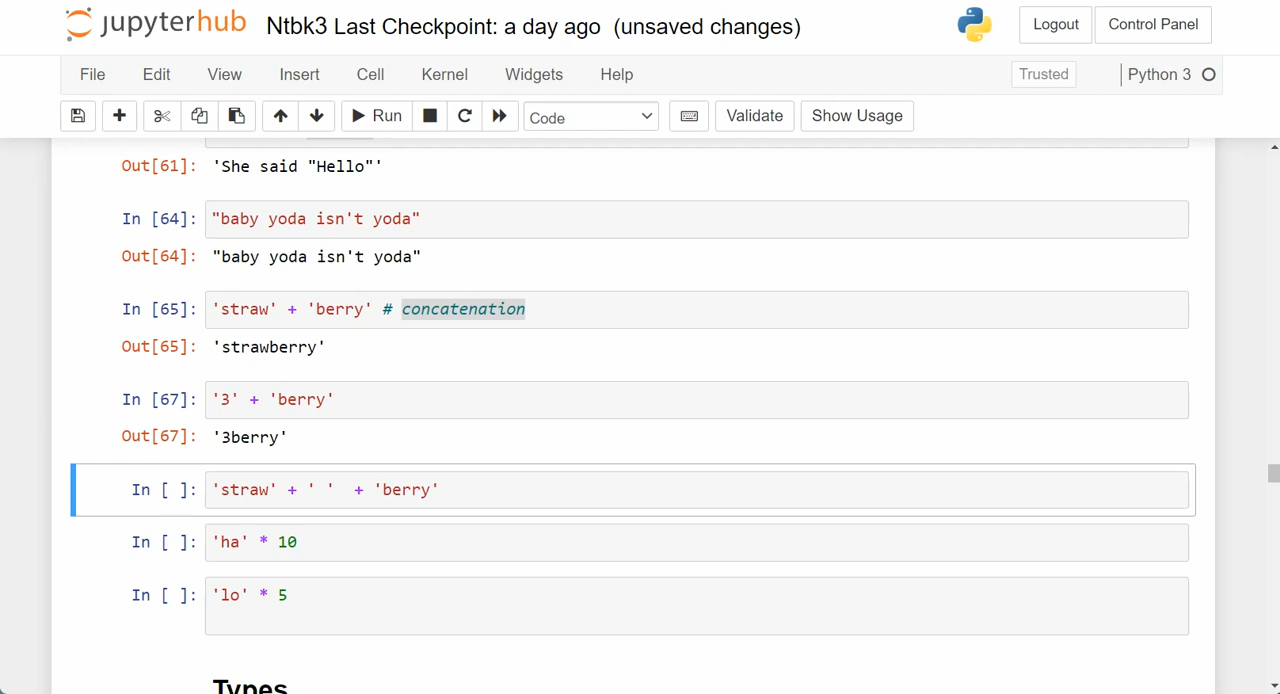 jupyterhub Ntbk3 Last Checkpoint: a day ago (unsaved changes) Logout Control Panel
File Edit View Insert Cell Kernel Widgets Help Trusted Python 3
Run Code Validate Show Usage
Out[61]: 'She said "Hello"'
In [64]: "baby yoda isn't yoda"
Out[64]: "baby yoda isn't yoda"
In [65]: 'straw' + 'berry' # concatenation
Out[65]: 'strawberry'
In [67]: '3' + 'berry'
Out[67]: '3berry'
In [ ]: 'straw' + ' '  + 'berry'
In [ ]: 'ha' * 10
In [ ]: 'lo' * 5
Types